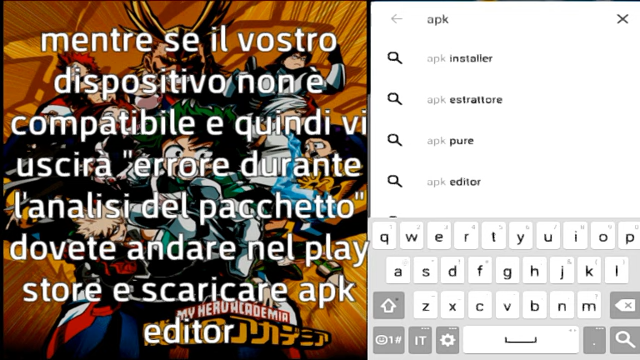 mentre se il vostro
dispositivo non è
compatibile e quindi vi
uscirà "errore durante
l'analisi del pacchetto"
dovete andare nel play
store e scaricare apk
editor
MY HERO ACADEMIA
apk
apk installer
apk estrattore
apk pure
apk editor
q w e r t y u i o p
a s d f g h j k l
z x c v b n m
1# IT .